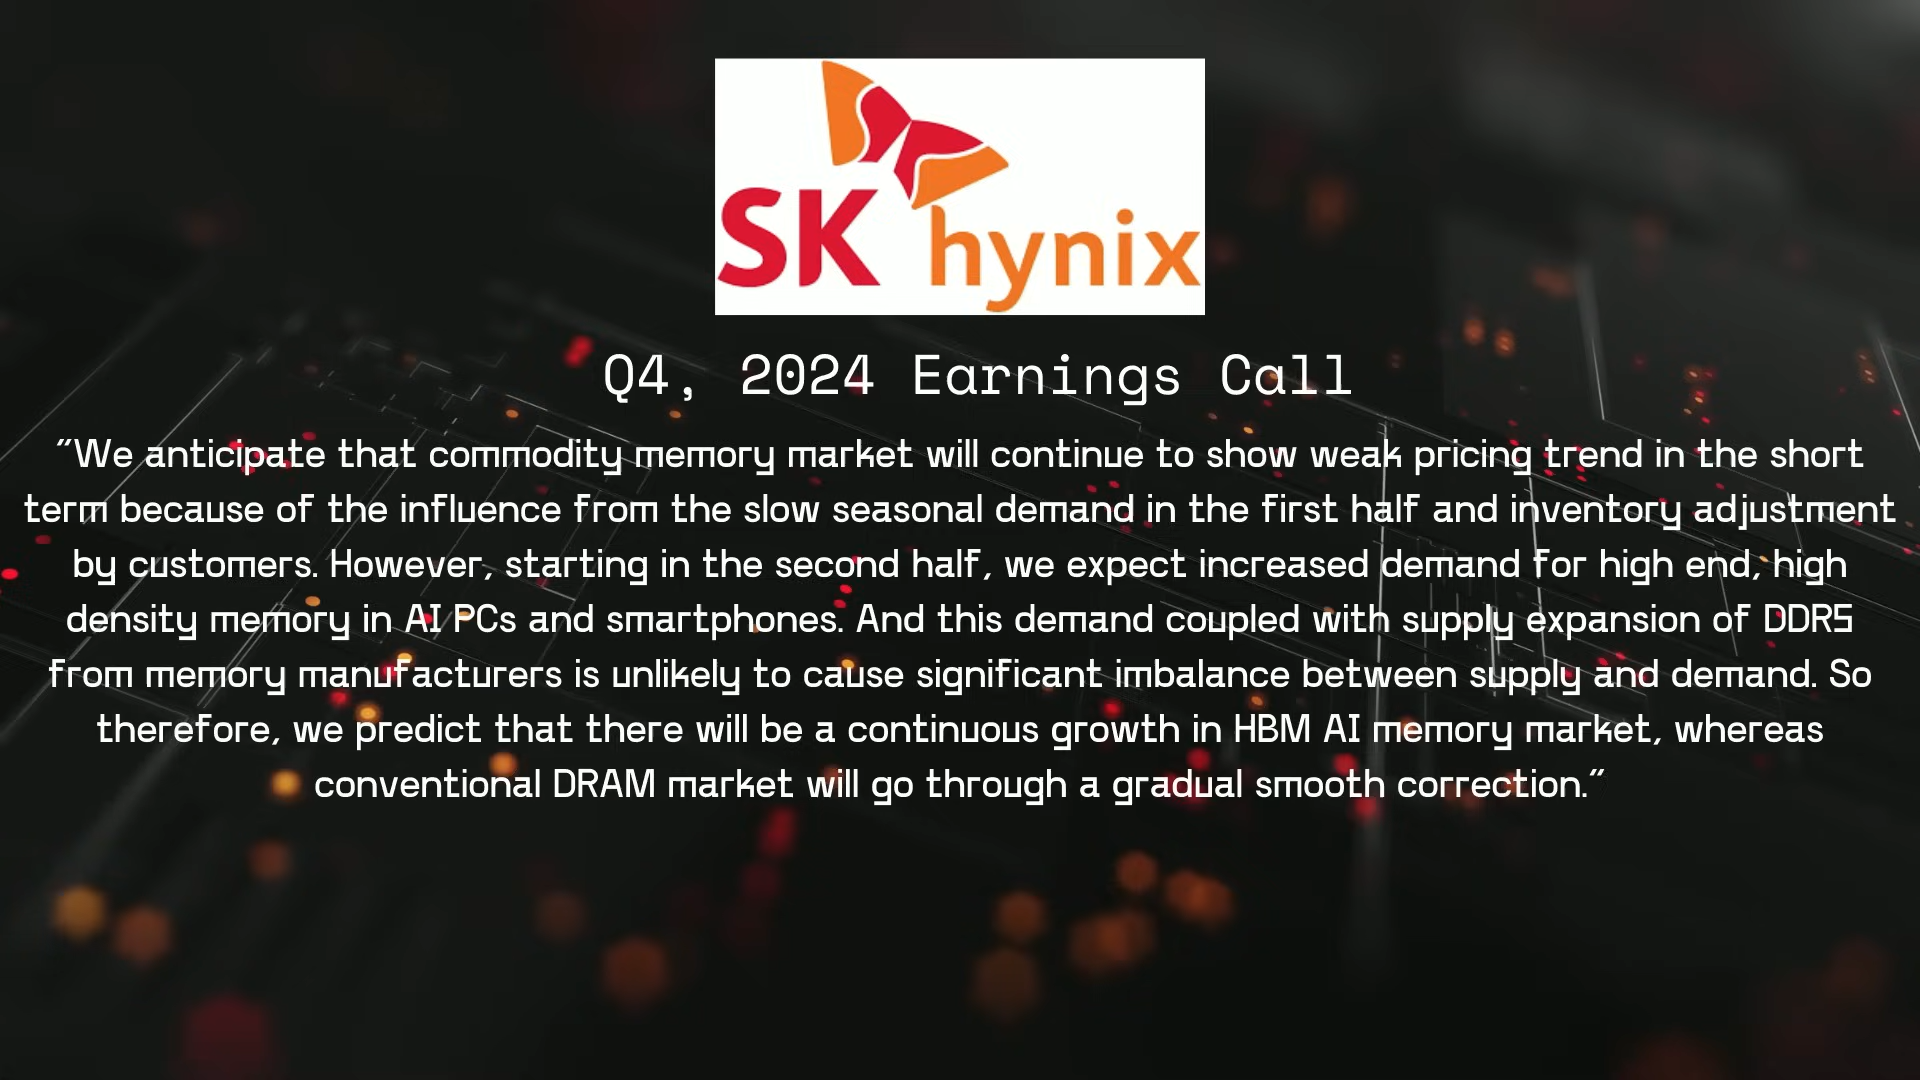 SK hynix
Q4, 2024 Earnings Call
"We anticipate that commodity memory market will continue to show weak pricing trend in the short
term because of the influence from the slow seasonal demand in the first half and inventory adjustment
by customers. However, starting in the second half, we expect increased demand for high end, high
density memory in AI PCs and smartphones. And this demand coupled with supply expansion of DDR5
from memory manufacturers is unlikely to cause significant imbalance between supply and demand. So
therefore, we predict that there will be a continuous growth in HBM AI memory market, whereas
conventional DRAM market will go through a gradual smooth correction."